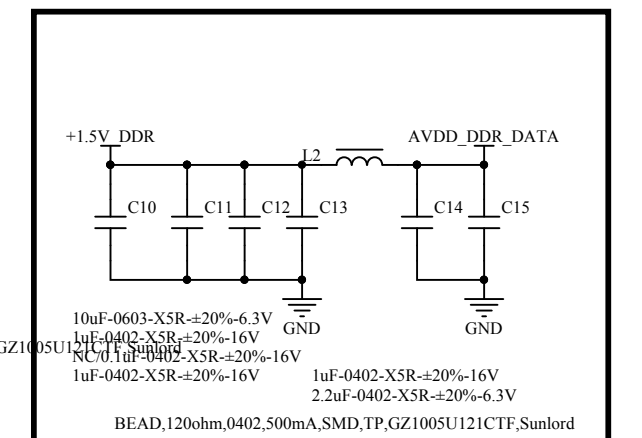 +1.5V_DDR
AVDD_DDR_DATA
L2
C10
C11
C12
C13
C14
C15
GND
GND
10uF-0603-X5R-±20%-6.3V
1uF-0402-X5R-±20%-16V
GZ1005U121CTF,Sunlord
NC/0.1uF-0402-X5R-±20%-16V
1uF-0402-X5R-±20%-16V
1uF-0402-X5R-±20%-16V
2.2uF-0402-X5R-±20%-6.3V
BEAD,120ohm,0402,500mA,SMD,TP,GZ1005U121CTF,Sunlord